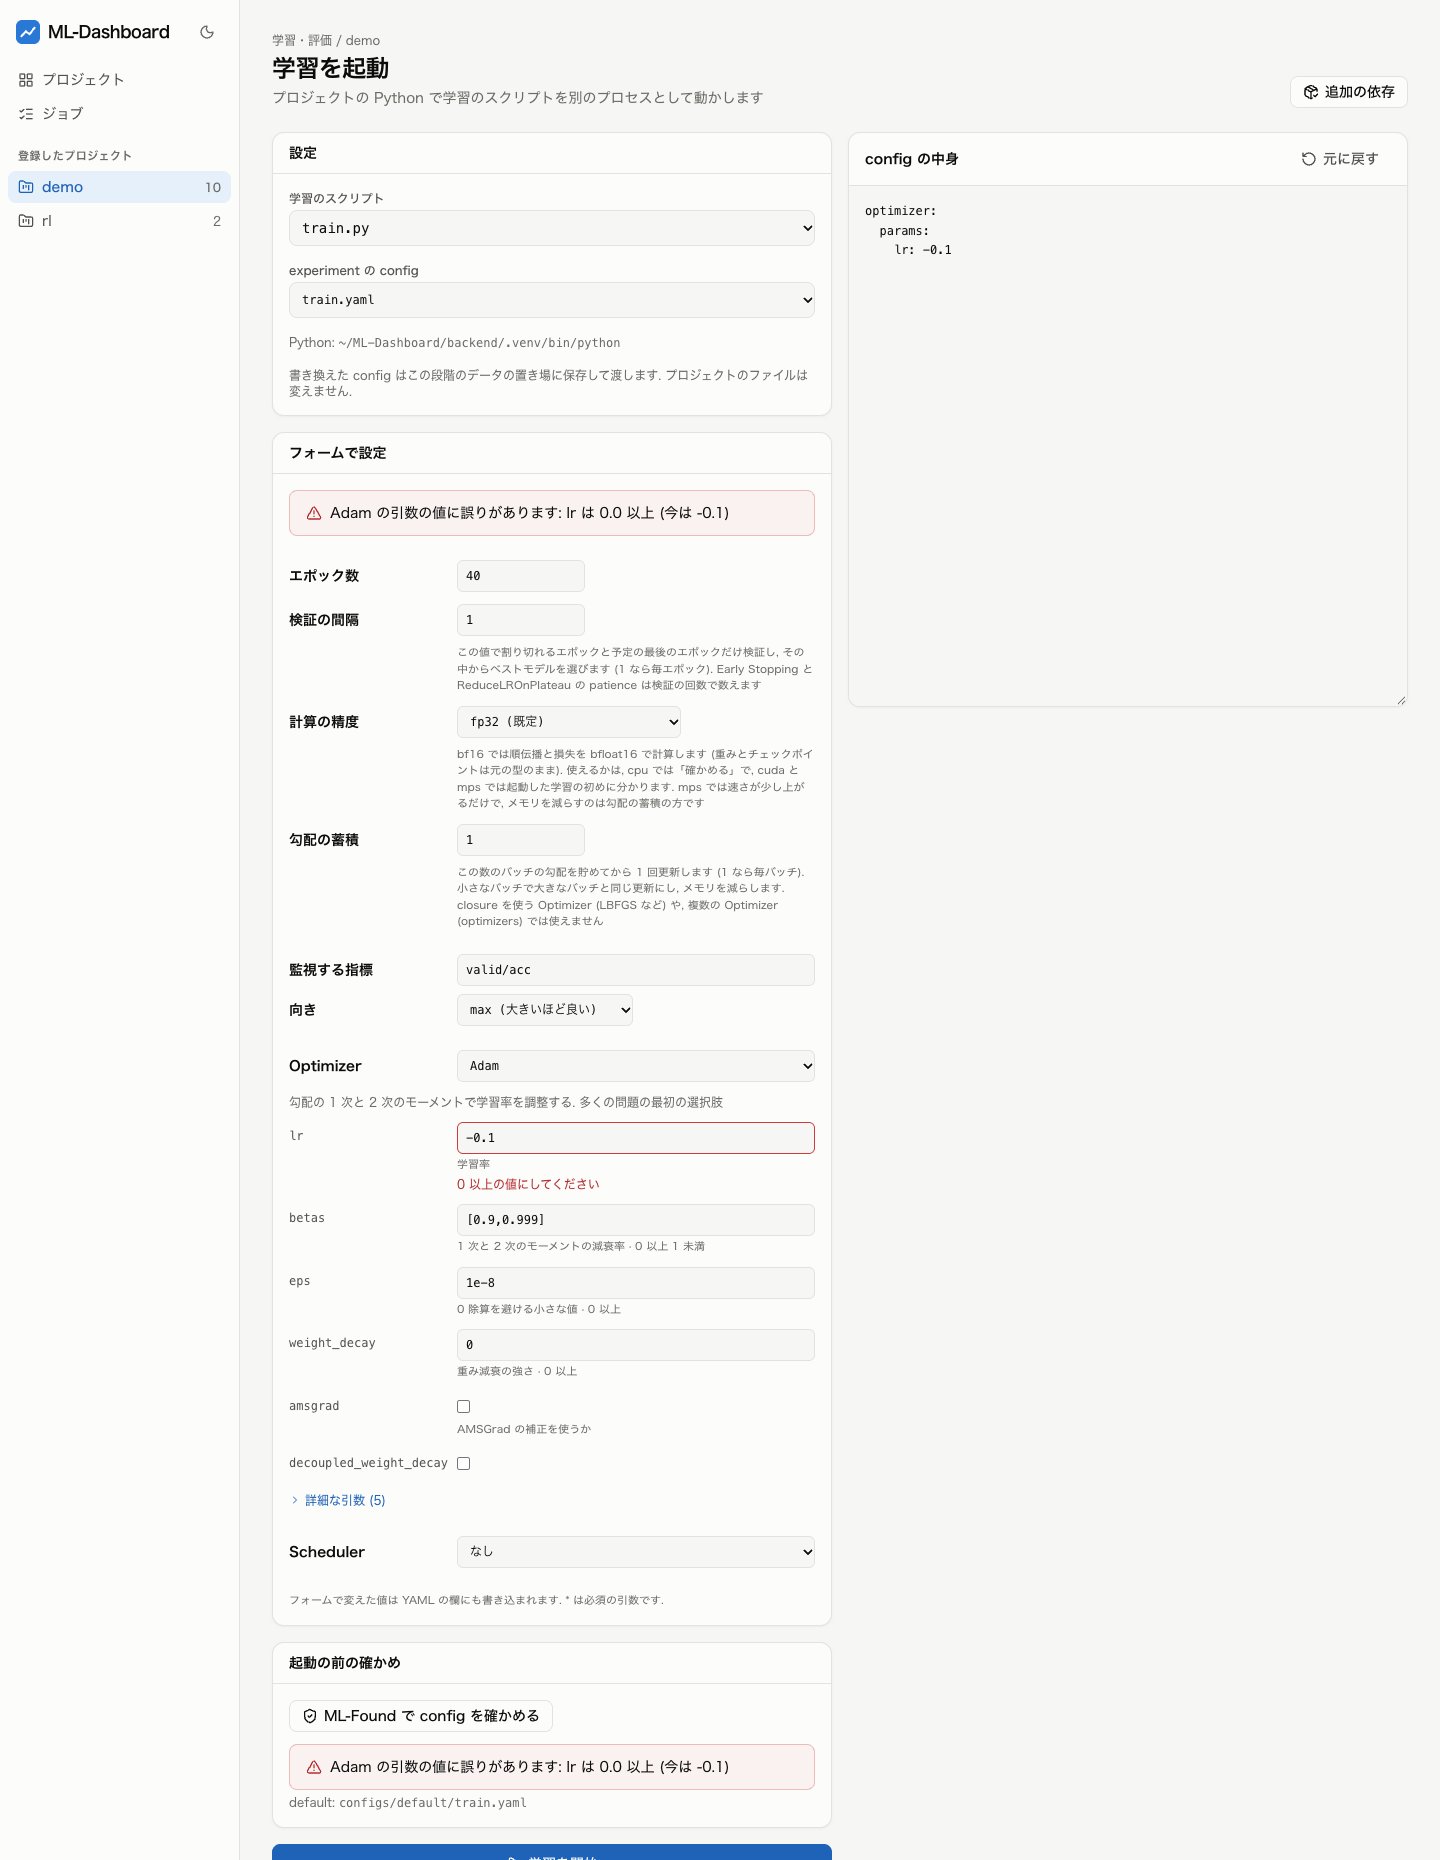 ML-Dashboard
プロジェクト
ジョブ
登録したプロジェクト
demo 10
rl 2
学習・評価 / demo
学習を起動
プロジェクトの Python で学習のスクリプトを別のプロセスとして動かします
追加の依存
設定
学習のスクリプト
train.py
experiment の config
train.yaml
Python: ~/ML-Dashboard/backend/.venv/bin/python
書き換えた config はこの段階のデータの置き場に保存して渡します. プロジェクトのファイルは
変えません.
フォームで設定
Adam の引数の値に誤りがあります: lr は 0.0 以上 (今は -0.1)
エポック数 40
検証の間隔 1
この値で割り切れるエポックと予定の最後のエポックだけ検証し, その
中からベストモデルを選びます (1 なら毎エポック). Early Stopping と
ReduceLROnPlateau の patience は検証の回数で数えます
計算の精度 fp32 (既定)
bf16 では順伝播と損失を bfloat16 で計算します (重みとチェックポイ
ントは元の型のまま). 使えるかは, cpu では「確かめる」で, cuda と
mps では起動した学習の初めに分かります. mps では速さが少し上が
るだけで, メモリを減らすのは勾配の蓄積の方です
勾配の蓄積 1
この数のバッチの勾配を貯めてから 1 回更新します (1 なら毎バッチ).
小さなバッチで大きなバッチと同じ更新にし, メモリを減らします.
closure を使う Optimizer (LBFGS など) や, 複数の Optimizer
(optimizers) では使えません
監視する指標 valid/acc
向き max (大きいほど良い)
Optimizer Adam
勾配の 1 次と 2 次のモーメントで学習率を調整する. 多くの問題の最初の選択肢
lr -0.1
学習率
0 以上の値にしてください
betas [0.9,0.999]
1 次と 2 次のモーメントの減衰率 · 0 以上 1 未満
eps 1e-8
0 除算を避ける小さな値 · 0 以上
weight_decay 0
重み減衰の強さ · 0 以上
amsgrad
AMSGrad の補正を使うか
decoupled_weight_decay
詳細な引数 (5)
Scheduler なし
フォームで変えた値は YAML の欄にも書き込まれます. * は必須の引数です.
起動の前の確かめ
ML-Found で config を確かめる
Adam の引数の値に誤りがあります: lr は 0.0 以上 (今は -0.1)
default: configs/default/train.yaml
config の中身
元に戻す
optimizer:
  params:
    lr: -0.1